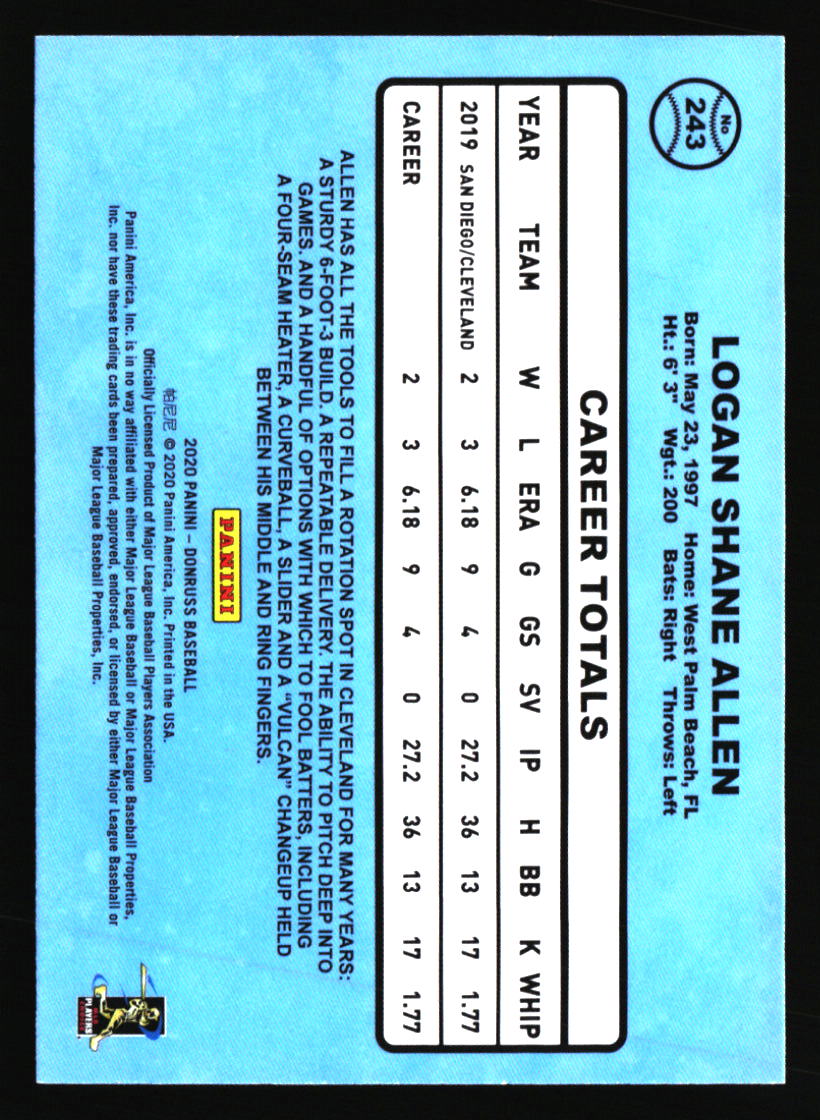 No
243
LOGAN SHANE ALLEN
Born: May 23, 1997 Home: West Palm Beach, FL
Ht.: 6' 3" Wgt.: 200 Bats: Right Throws: Left
CAREER TOTALS
YEAR TEAM W L ERA G GS SV IP H BB K WHIP
2019 SAN DIEGO/CLEVELAND 2 3 6.18 9 4 0 27.2 36 13 17 1.77
CAREER 2 3 6.18 9 4 0 27.2 36 13 17 1.77
ALLEN HAS ALL THE TOOLS TO FILL A ROTATION SPOT IN CLEVELAND FOR MANY YEARS:
A STURDY 6-FOOT-3 BUILD. A REPEATABLE DELIVERY. THE ABILITY TO PITCH DEEP INTO
GAMES. AND A HANDFUL OF OPTIONS WITH WHICH TO FOOL BATTERS, INCLUDING
A FOUR-SEAM HEATER, A CURVEBALL, A SLIDER AND A “VULCAN” CHANGEUP HELD
BETWEEN HIS MIDDLE AND RING FINGERS.
PANINI
2020 PANINI – DONRUSS BASEBALL
帕尼尼 © 2020 Panini America, Inc. Printed in the USA.
Officially Licensed Product of Major League Baseball Players Association
Panini America, Inc. is in no way affiliated with either Major League Baseball or Major League Baseball Properties,
Inc. nor have these trading cards been prepared, approved, endorsed, or licensed by either Major League Baseball or
Major League Baseball Properties, Inc.
PLAYERS